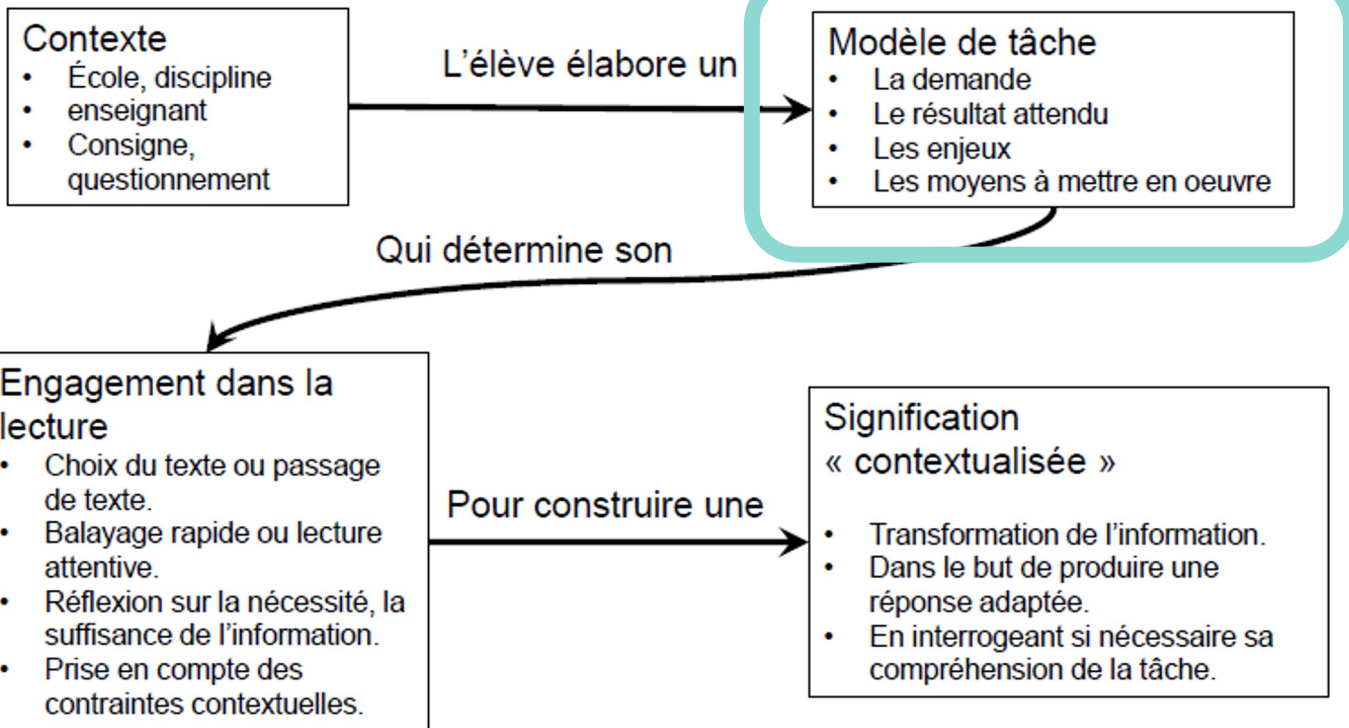 Contexte
• École, discipline
• enseignant
• Consigne,
questionnement
L'élève élabore un
Modèle de tâche
• La demande
• Le résultat attendu
• Les enjeux
• Les moyens à mettre en oeuvre
Qui détermine son
Engagement dans la
lecture
• Choix du texte ou passage
de texte.
• Balayage rapide ou lecture
attentive.
• Réflexion sur la nécessité, la
suffisance de l'information.
• Prise en compte des
contraintes contextuelles.
Pour construire une
Signification
« contextualisée »
• Transformation de l'information.
• Dans le but de produire une
réponse adaptée.
• En interrogeant si nécessaire sa
compréhension de la tâche.